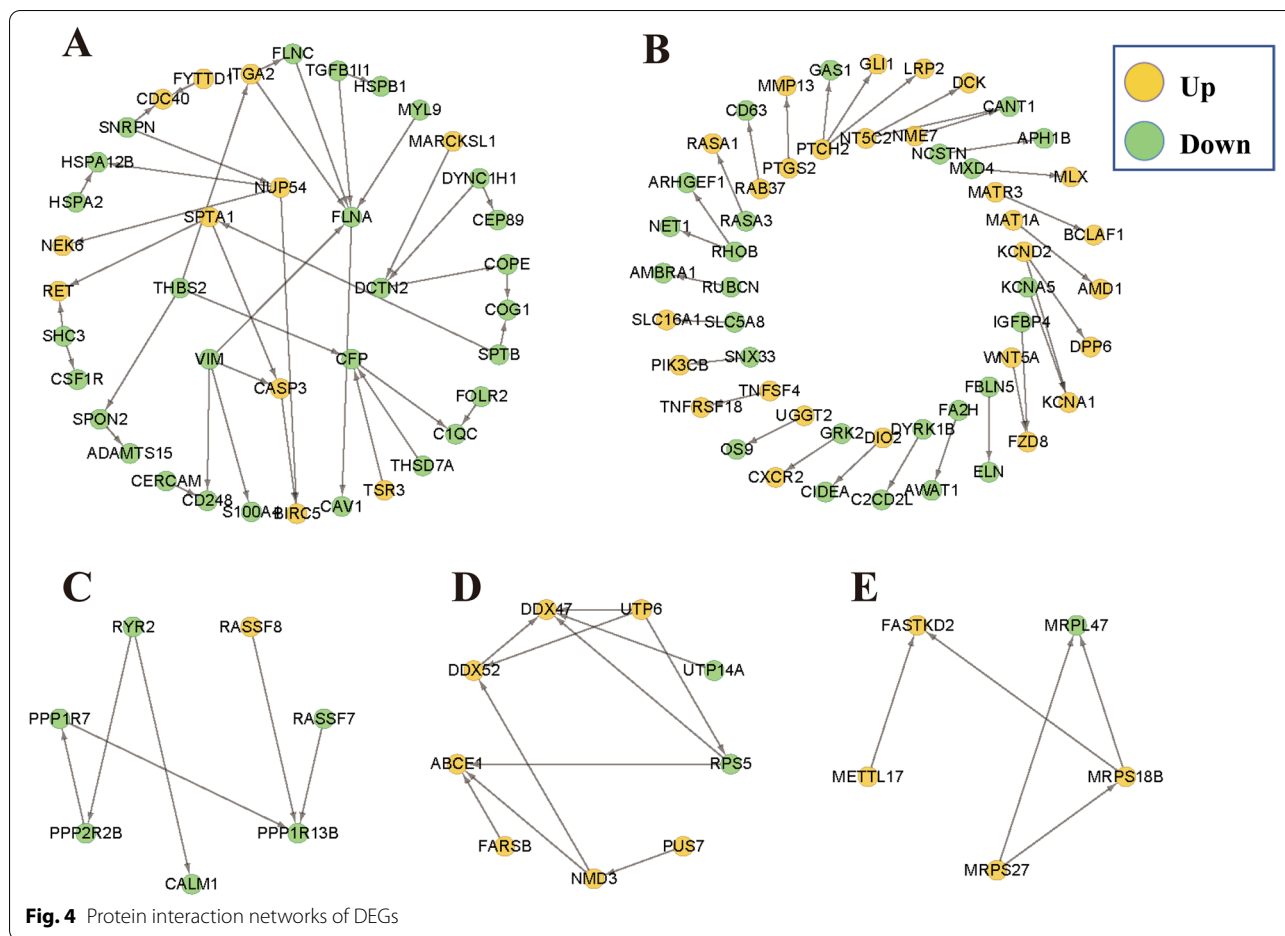 A
B
Up
Down
FLNC
TGFB1I1
HSPB1
ITGA2
FYTTD1
CDC40
SNRPN
MYL9
MARCKSL1
HSPA12B
HSPA2
NUP54
DYNC1H1
CEP89
SPTA1
FLNA
NEK6
RET
THBS2
DCTN2
COPE
COG1
SHC3
CSF1R
VIM
CFP
SPTB
CASP3
FOLR2
SPON2
C1QC
ADAMTS15
THSD7A
CERCAM
CD248
S100A4
BIRC5
CAV1
TSR3
GAS1
GLI1
LRP2
DCK
MMP13
CD63
CANT1
RASA1
PTCH2
NT5C2
NME7
APH1B
NCSTN
PTGS2
MXD4
MLX
ARHGEF1
RAB37
MATR3
NET1
RASA3
MAT1A
BCLAF1
RHOB
KCND2
AMBRA1
RUBCN
KCNA5
AMD1
SLC16A1
SLC5A8
IGFBP4
DPP6
PIK3CB
SNX33
WNT5A
TNFSF4
FBLN5
KCNA1
TNFRSF18
UGGT2
FA2H
OS9
GRK2
DIO2
DYRK1B
FZD8
CXCR2
CIDEA
C2CD2L
AWAT1
ELN
C
RYR2
RASSF8
PPP1R7
RASSF7
PPP2R2B
PPP1R13B
CALM1
D
DDX47
UTP6
DDX52
UTP14A
ABCE1
RPS5
FARSB
PUS7
NMD3
E
FASTKD2
MRPL47
METTL17
MRPS18B
MRPS27
Fig. 4 Protein interaction networks of DEGs